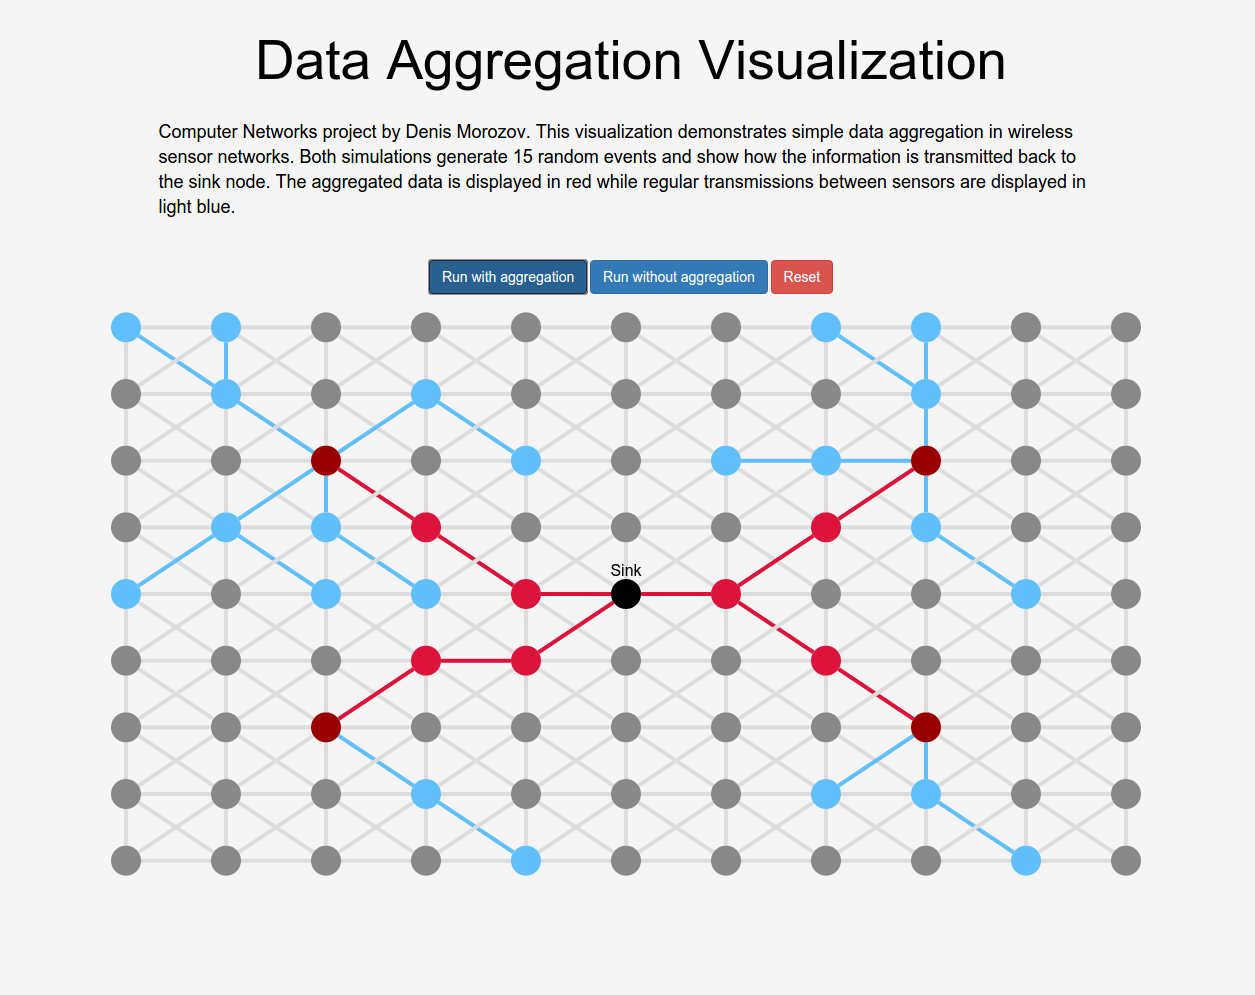 Data Aggregation Visualization
Computer Networks project by Denis Morozov. This visualization demonstrates simple data aggregation in wireless
sensor networks. Both simulations generate 15 random events and show how the information is transmitted back to
the sink node. The aggregated data is displayed in red while regular transmissions between sensors are displayed in
light blue.
Run with aggregation Run without aggregation Reset
Sink